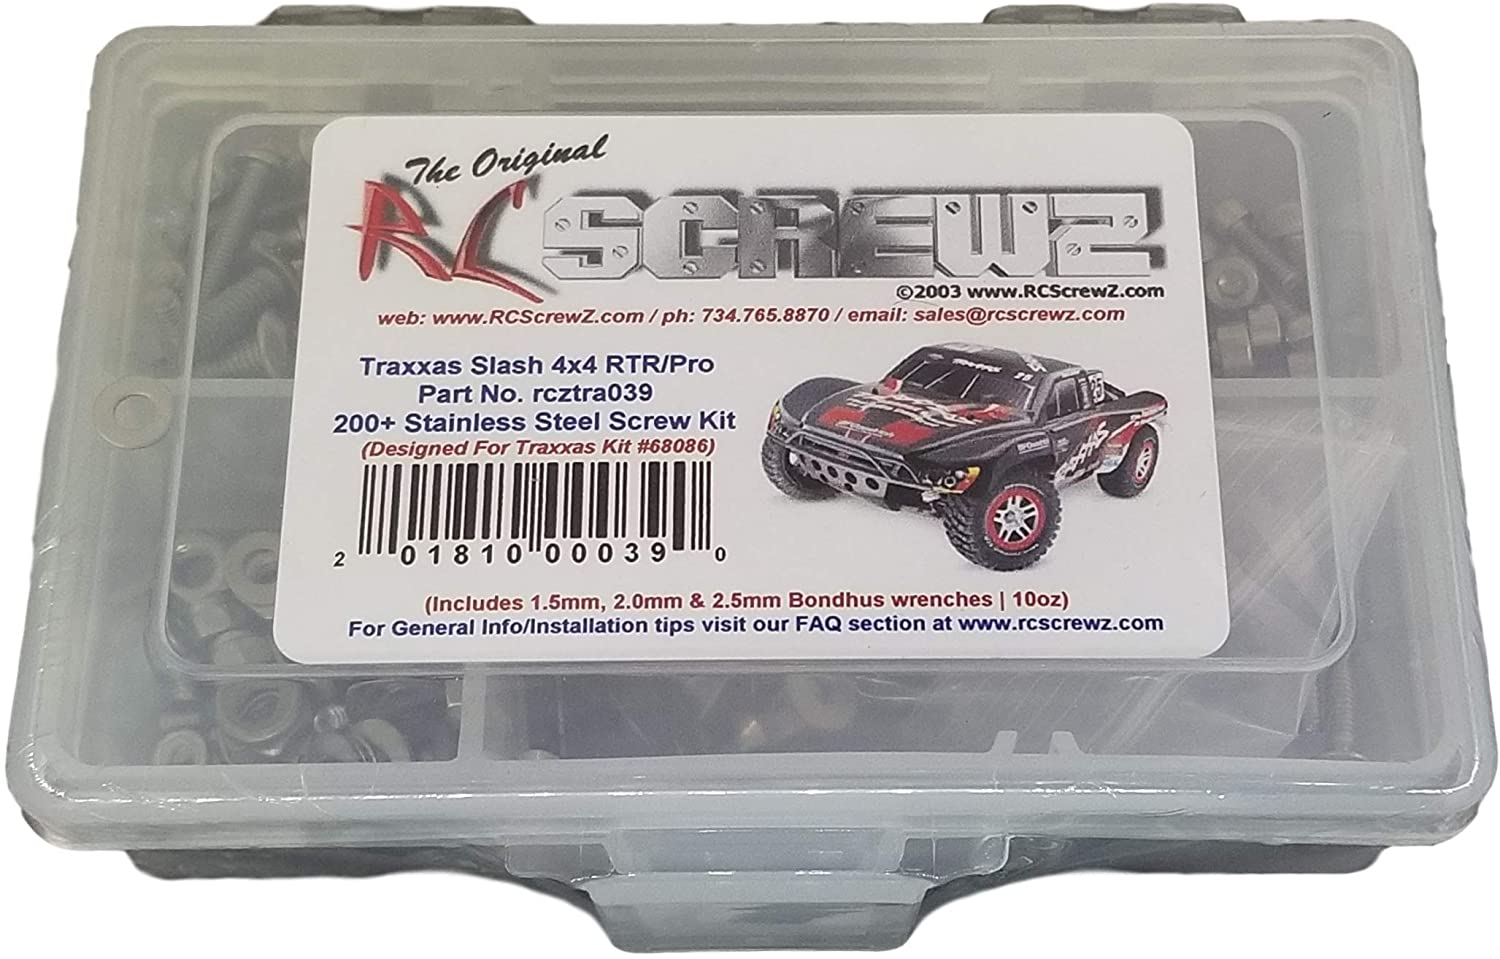 The Original
RC SCREWZ
©2003 www.RCScrewZ.com
web: www.RCScrewZ.com / ph: 734.765.8870 / email: sales@rcscrewz.com
Traxxas Slash 4x4 RTR/Pro
Part No. rcztra039
200+ Stainless Steel Screw Kit
(Designed For Traxxas Kit #68086)
2 01810 00039 0
(Includes 1.5mm, 2.0mm & 2.5mm Bondhus wrenches | 10oz)
For General Info/Installation tips visit our FAQ section at www.rcscrewz.com